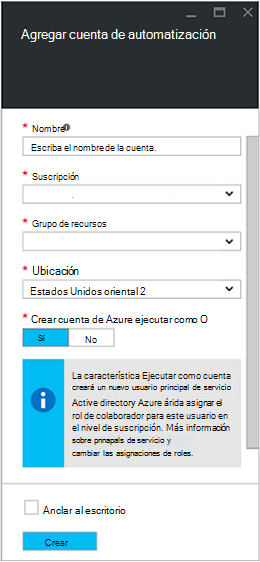 Agregar cuenta de automatización
* Nombre
Escriba el nombre de la cuenta.
* Suscripción
* Grupo de recursos
* Ubicación
Estados Unidos oriental 2
* Crear cuenta de Azure ejecutar como O
Sí No
La característica Ejecutar como cuenta
creará un nuevo usuario principal de servicio
Active directory Azure árida asignar el
rol de colaborador para este usuario en
el nivel de suscripción. Más información
sobre pnnapals de servicio y
cambiar las asignaciones de roles.
Anclar al escritorio
Crear